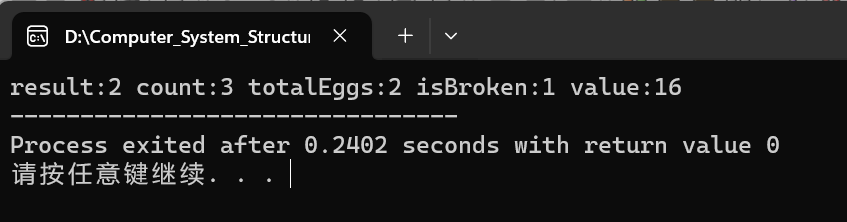 D:\Computer_System_Structur
result:2 count:3 totalEggs:2 isBroken:1 value:16
--------------------------------
Process exited after 0.2402 seconds with return value 0
请按任意键继续. . .